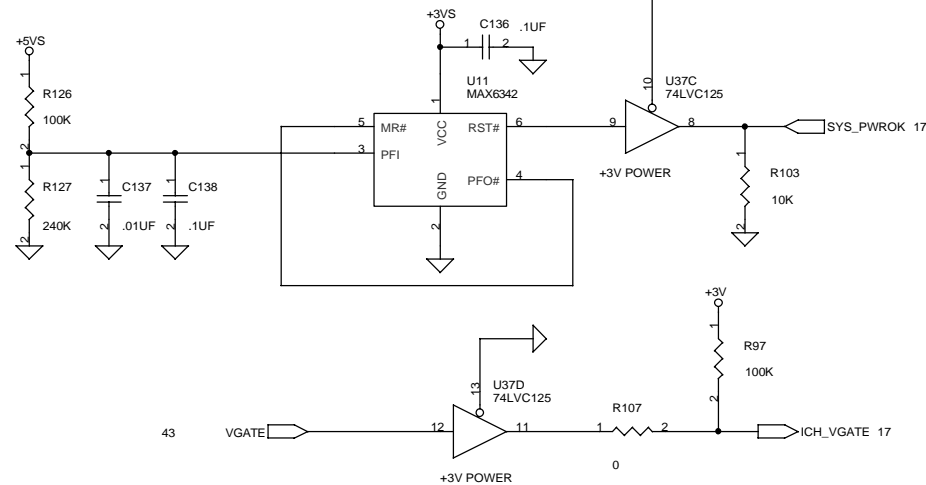 +3VS
C136 .1UF
1 2
+5VS
1
R126
100K
2
U11
MAX6342
1
5 MR# VCC RST# 6
3 PFI
GND PFO# 4
2
10
U37C
74LVC125
9 8
+3V POWER
SYS_PWROK 17
1
R103
10K
2
1
R127
240K
2
1
C137
2 .01UF
1
C138
2 .1UF
+3V
1
R97
100K
2
13
U37D
74LVC125
R107
43 VGATE 12 11 1 2 ICH_VGATE 17
0
+3V POWER